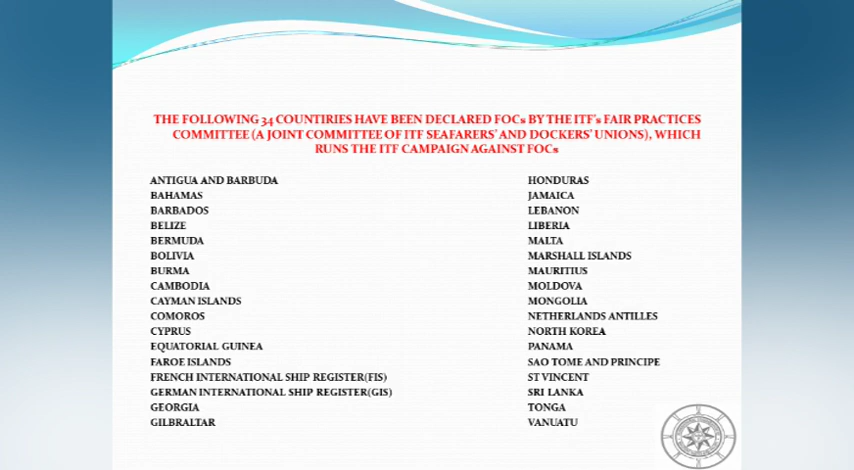 THE FOLLOWING 34 COUNTIRIES HAVE BEEN DECLARED FOCs BY THE ITF's FAIR PRACTICES
COMMITTEE (A JOINT COMMITTEE OF ITF SEAFARERS' AND DOCKERS' UNIONS), WHICH
RUNS THE ITF CAMPAIGN AGAINST FOCs
ANTIGUA AND BARBUDA
BAHAMAS
BARBADOS
BELIZE
BERMUDA
BOLIVIA
BURMA
CAMBODIA
CAYMAN ISLANDS
COMOROS
CYPRUS
EQUATORIAL GUINEA
FAROE ISLANDS
FRENCH INTERNATIONAL SHIP REGISTER(FIS)
GERMAN INTERNATIONAL SHIP REGISTER(GIS)
GEORGIA
GILBRALTAR
HONDURAS
JAMAICA
LEBANON
LIBERIA
MALTA
MARSHALL ISLANDS
MAURITIUS
MOLDOVA
MONGOLIA
NETHERLANDS ANTILLES
NORTH KOREA
PANAMA
SAO TOME AND PRINCIPE
ST VINCENT
SRI LANKA
TONGA
VANUATU